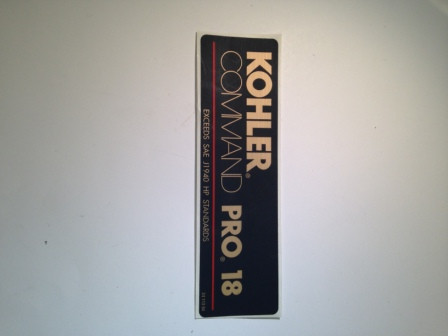 KOHLER®
COMMAND PRO® 18
EXCEEDS SAE J1940 HP STANDARDS